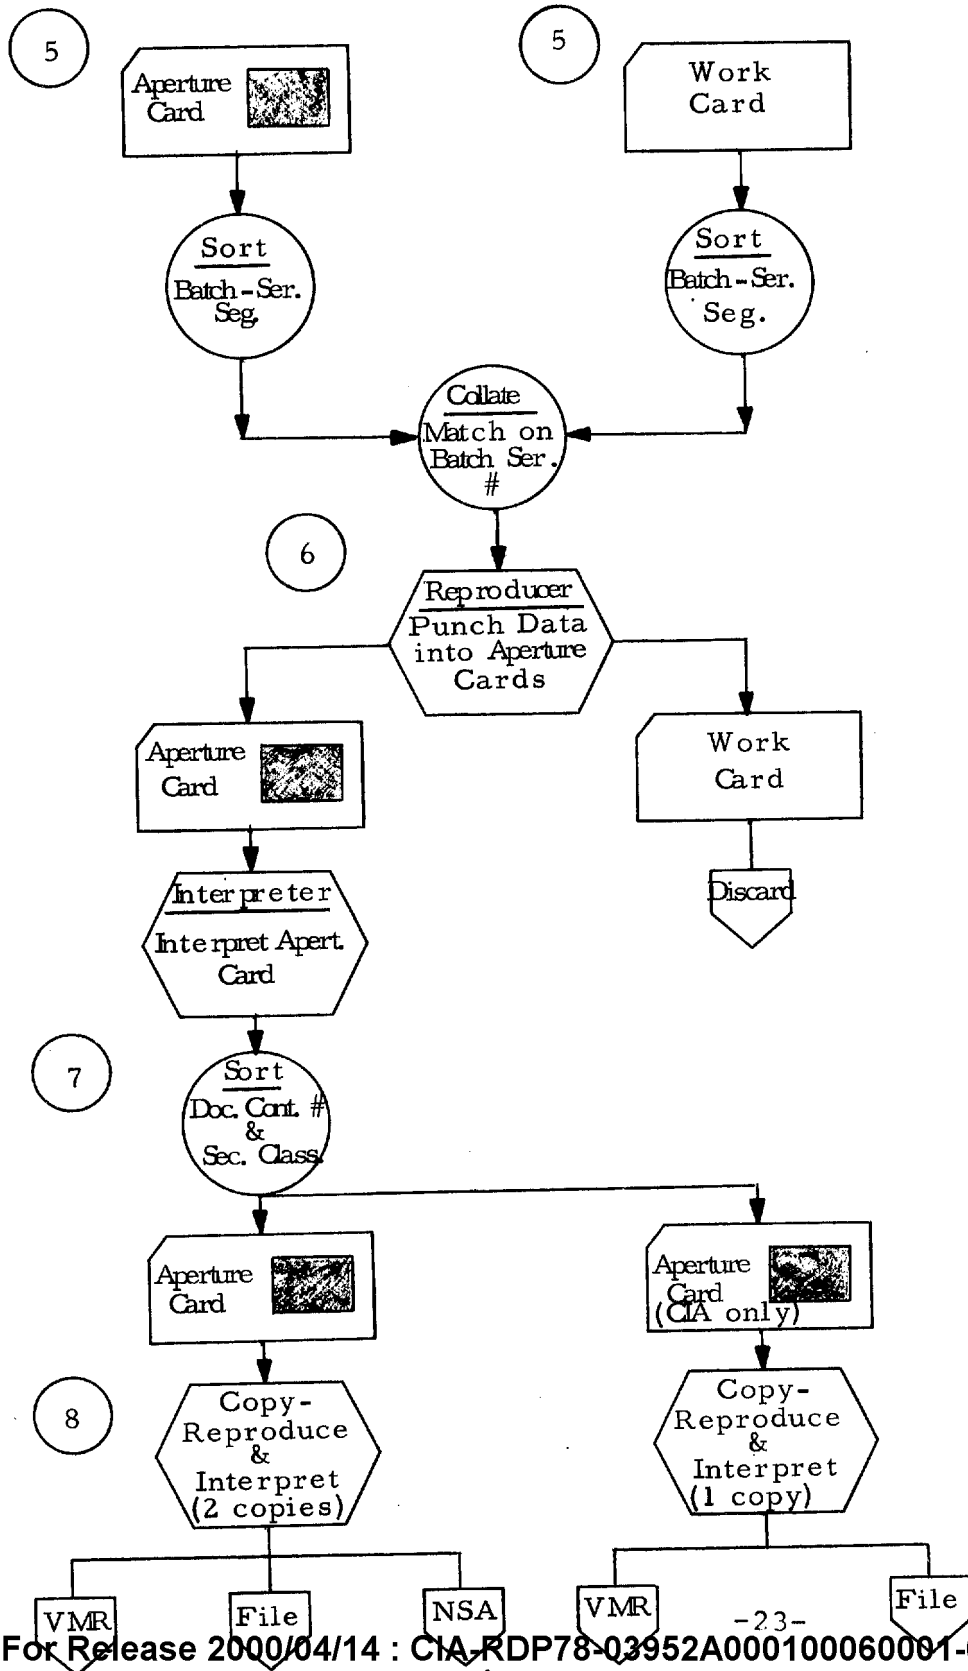 5
5
Aperture
Card
Work
Card
Sort
Batch-Ser.
Seg.
Sort
Batch-Ser.
Seg.
Collate
Match on
Batch Ser.
#
6
Reproducer
Punch Data
into Aperture
Cards
Aperture
Card
Work
Card
Discard
Interpreter
Interpret Apert.
Card
7
Sort
Doc. Cont. #
&
Sec. Class.
Aperture
Card
Aperture
Card
(CIA only)
8
Copy-
Reproduce
&
Interpret
(2 copies)
Copy-
Reproduce
&
Interpret
(1 copy)
VMR
File
NSA
VMR
File
-23-
For Release 2000/04/14 : CIA-RDP78-03952A000100060001-